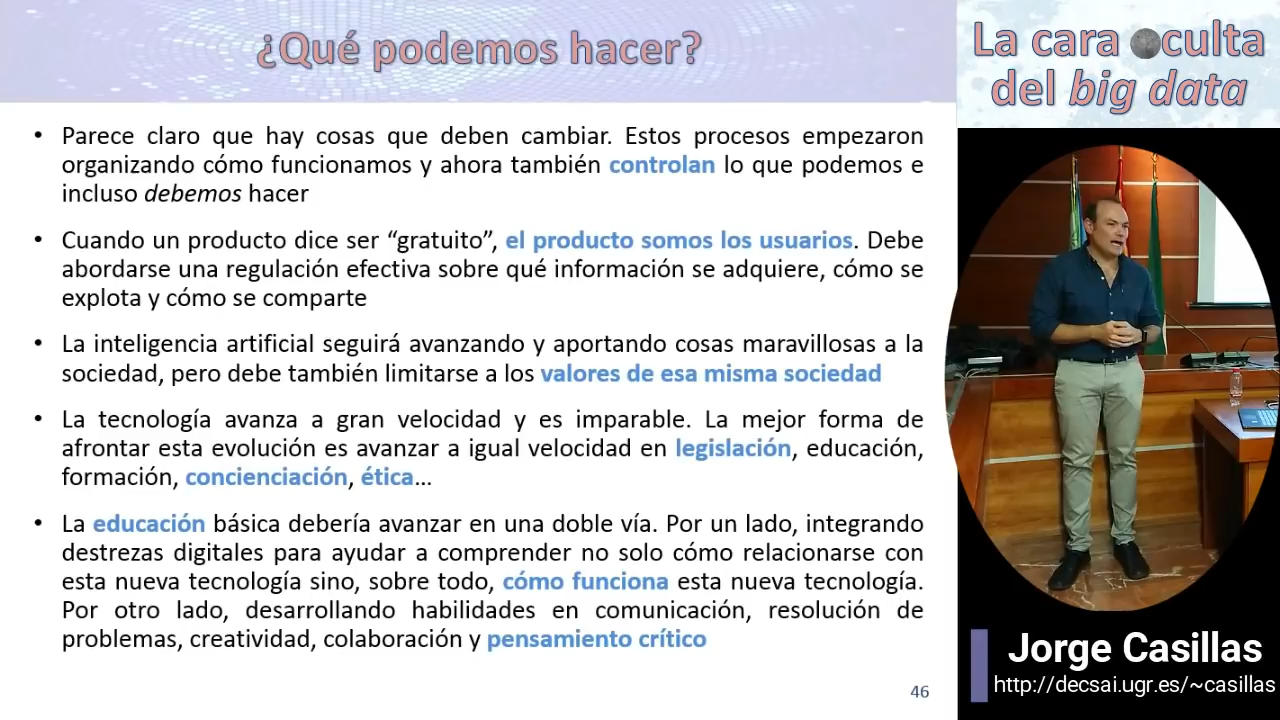 ¿Qué podemos hacer?
• Parece claro que hay cosas que deben cambiar. Estos procesos empezaron
organizando cómo funcionamos y ahora también controlan lo que podemos e
incluso debemos hacer
• Cuando un producto dice ser “gratuito”, el producto somos los usuarios. Debe
abordarse una regulación efectiva sobre qué información se adquiere, cómo se
explota y cómo se comparte
• La inteligencia artificial seguirá avanzando y aportando cosas maravillosas a la
sociedad, pero debe también limitarse a los valores de esa misma sociedad
• La tecnología avanza a gran velocidad y es imparable. La mejor forma de
afrontar esta evolución es avanzar a igual velocidad en legislación, educación,
formación, concienciación, ética…
• La educación básica debería avanzar en una doble vía. Por un lado, integrando
destrezas digitales para ayudar a comprender no solo cómo relacionarse con
esta nueva tecnología sino, sobre todo, cómo funciona esta nueva tecnología.
Por otro lado, desarrollando habilidades en comunicación, resolución de
problemas, creatividad, colaboración y pensamiento crítico
46
La cara oculta
del big data
Jorge Casillas
http://decsai.ugr.es/~casillas